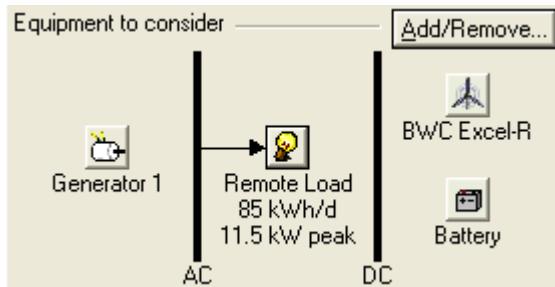 Equipment to consider
Add/Remove...
BWC Excel-R
Generator 1
Remote Load
85 kWh/d
11.5 kW peak
Battery
AC
DC